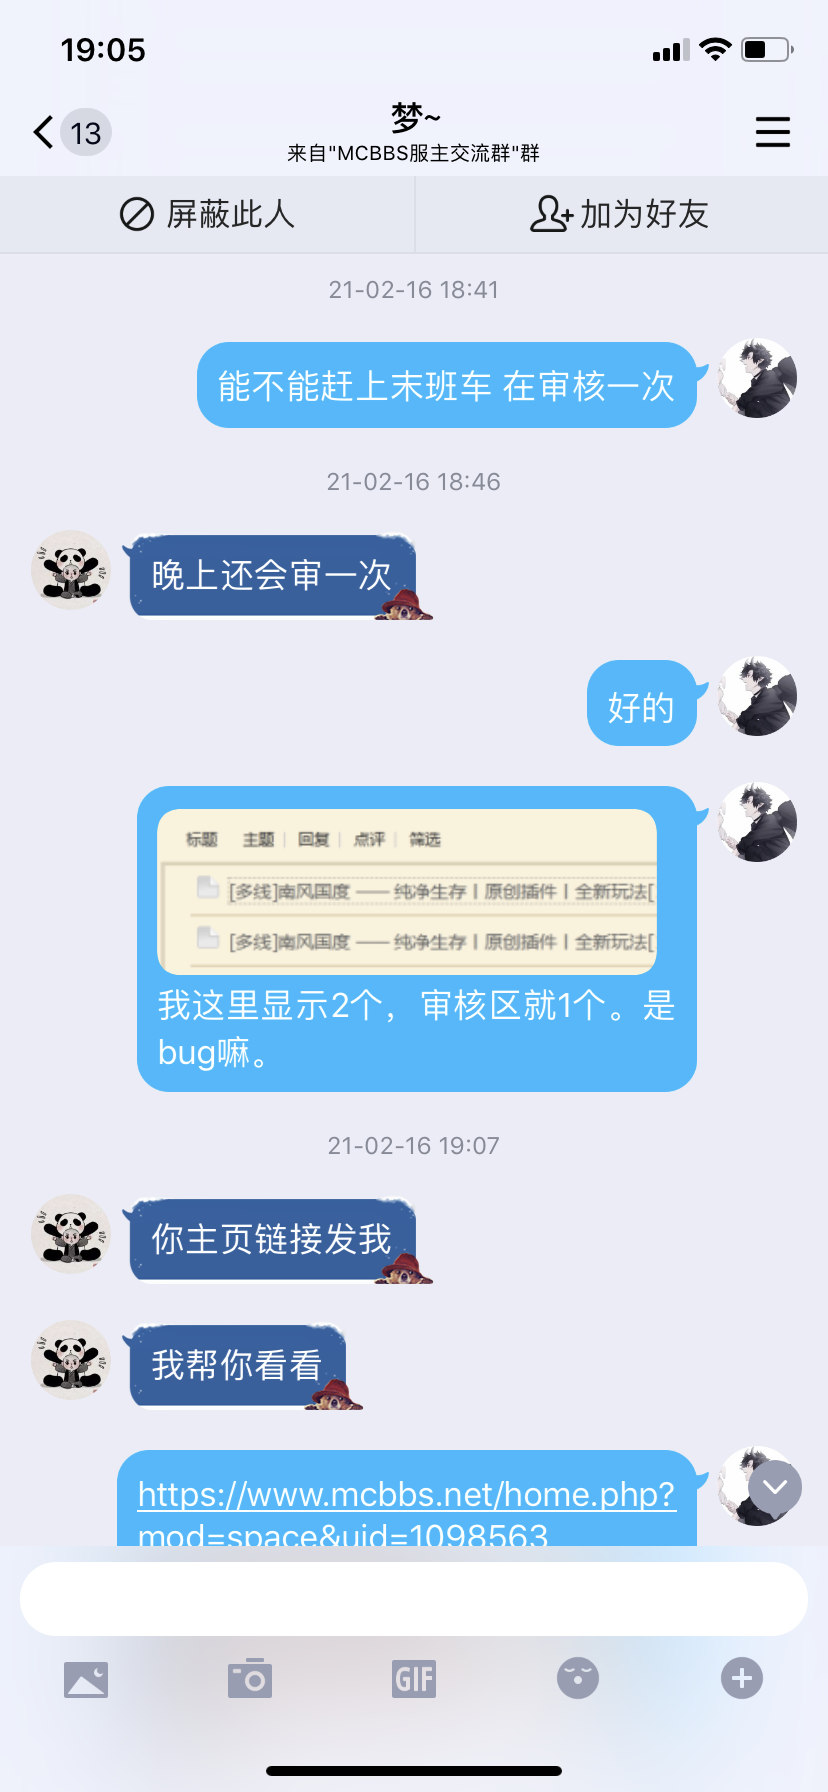 19:05
13
梦~
来自"MCBBS服主交流群"群
屏蔽此人
加为好友
21-02-16 18:41
能不能赶上末班车 在审核一次
21-02-16 18:46
晚上还会审一次
好的
标题 主题 回复 点评 筛选
[多线]南风国度 —— 纯净生存丨原创插件丨全新玩法[
[多线]南风国度 —— 纯净生存丨原创插件丨全新玩法[
我这里显示2个，审核区就1个。是
bug嘛。
21-02-16 19:07
你主页链接发我
我帮你看看
https://www.mcbbs.net/home.php?
mod=space&uid=1098563
GIF